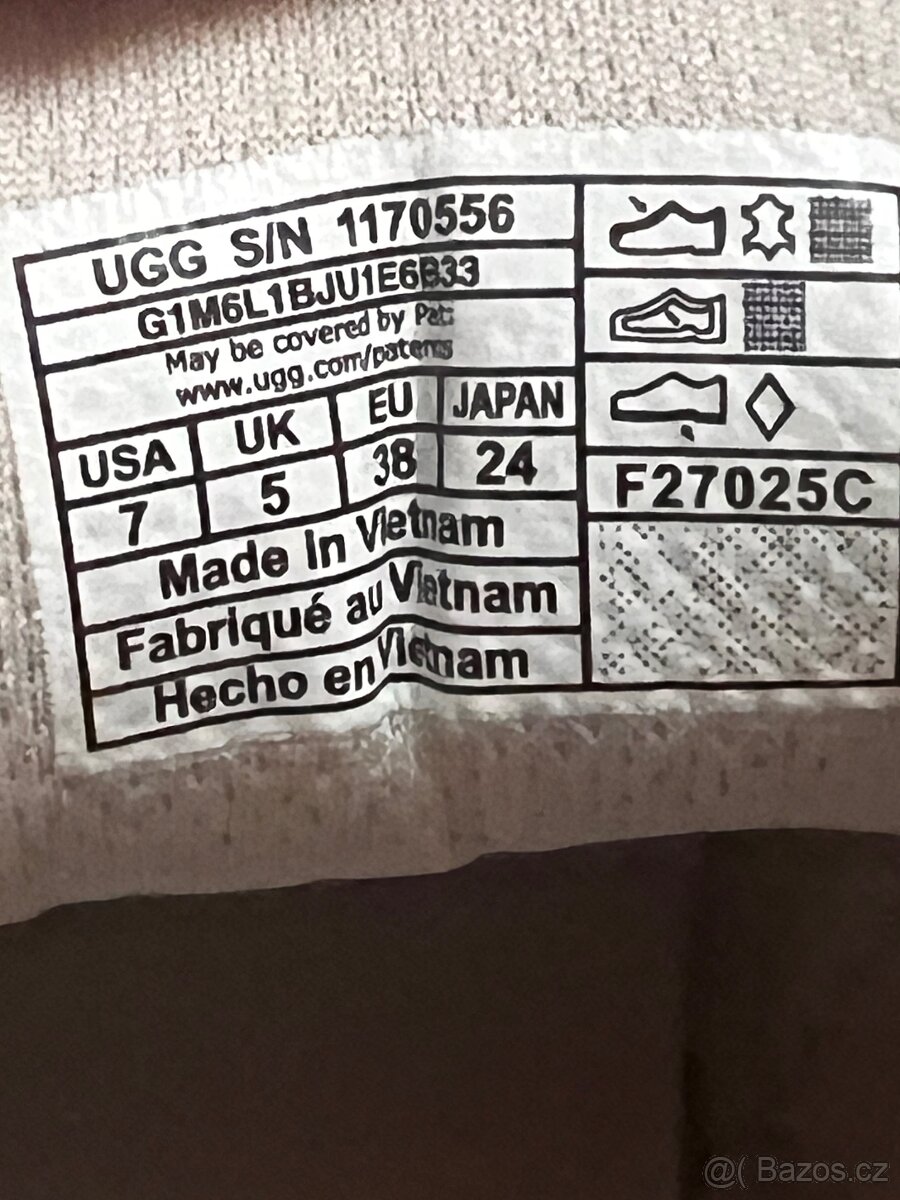 UGG S/N 1170556
G1M6L1BJU1E6B33
May be covered by Pat:
www.ugg.com/patents
USA UK EU JAPAN
7 5 38 24
Made in Vietnam
Fabriqué au Vietnam
Hecho en Vietnam
F27025C
@( Bazos.cz